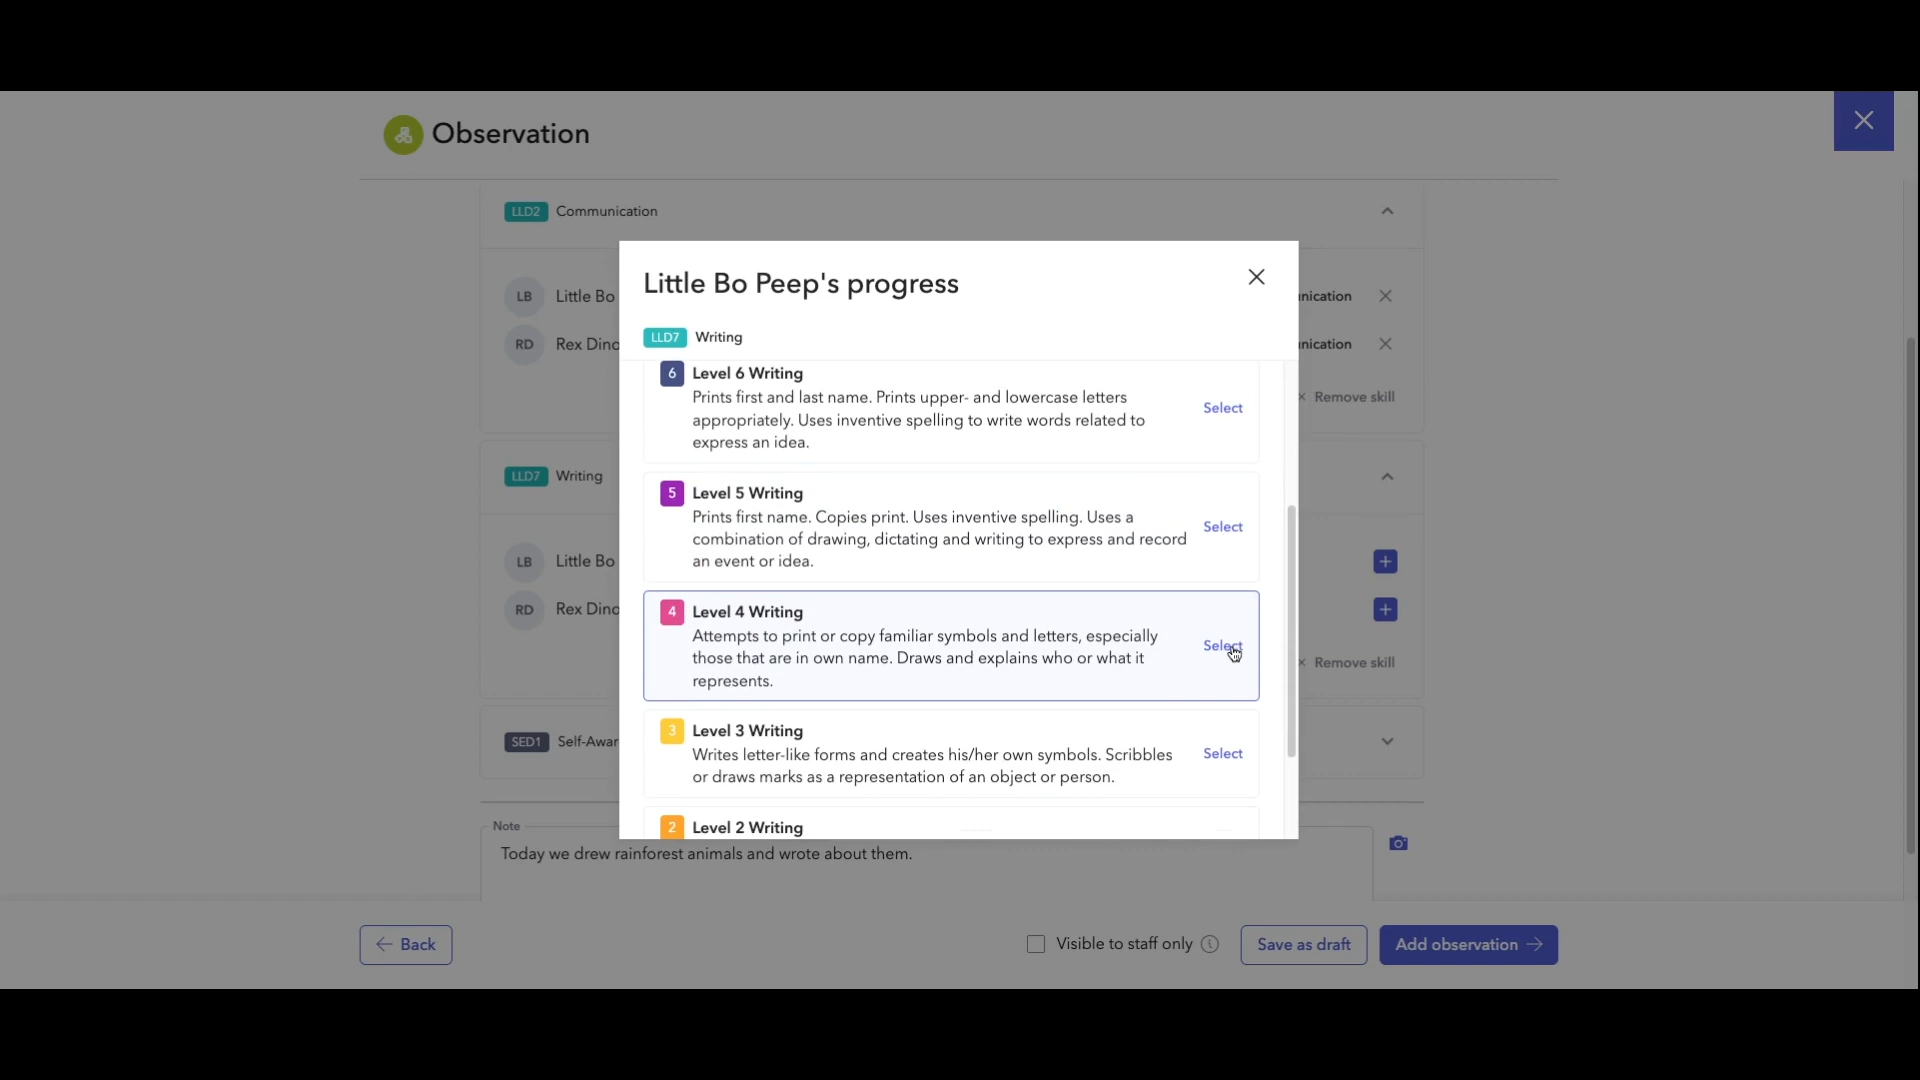 Observation
LLD2 Communication
LB Little Bo
nication
RD Rex Dino
nication
Remove skill
LLD7 Writing
LB Little Bo
RD Rex Dino
Remove skill
SED1 Self-Awar
Note
Today we drew rainforest animals and wrote about them.
Little Bo Peep's progress
LLD7 Writing
6 Level 6 Writing
Prints first and last name. Prints upper- and lowercase letters
appropriately. Uses inventive spelling to write words related to
express an idea.
Select
5 Level 5 Writing
Prints first name. Copies print. Uses inventive spelling. Uses a
combination of drawing, dictating and writing to express and record
an event or idea.
Select
4 Level 4 Writing
Attempts to print or copy familiar symbols and letters, especially
those that are in own name. Draws and explains who or what it
represents.
Select
3 Level 3 Writing
Writes letter-like forms and creates his/her own symbols. Scribbles
or draws marks as a representation of an object or person.
Select
2 Level 2 Writing
Back
Visible to staff only
Save as draft
Add observation